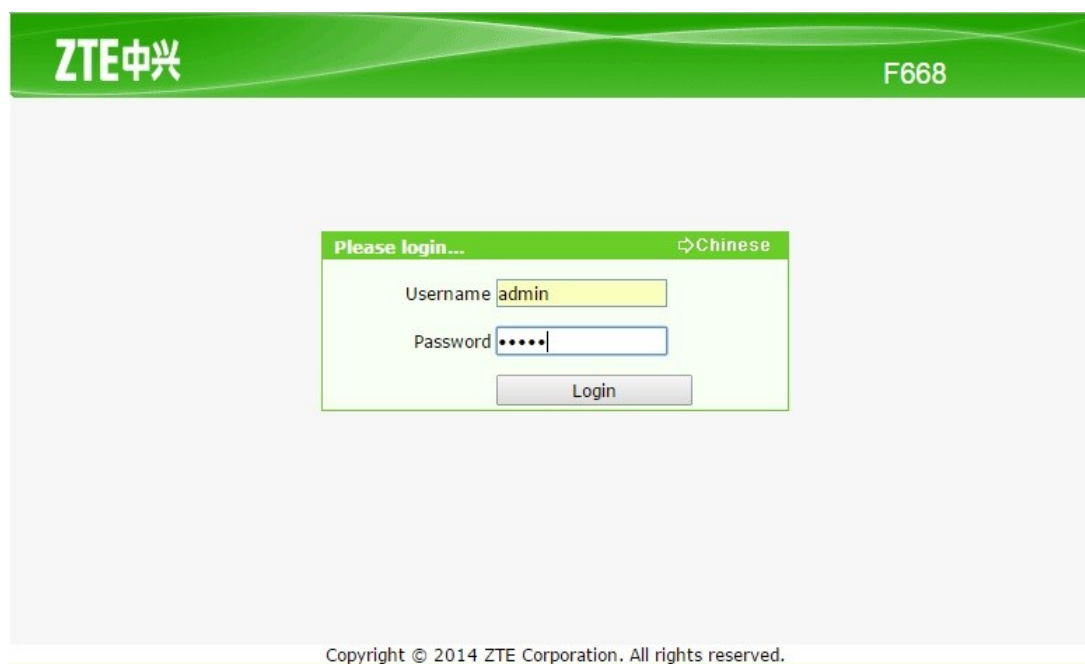 ZTE中兴
F668
Please login... ⇨Chinese
Username admin
Password •••••
Login
Copyright © 2014 ZTE Corporation. All rights reserved.